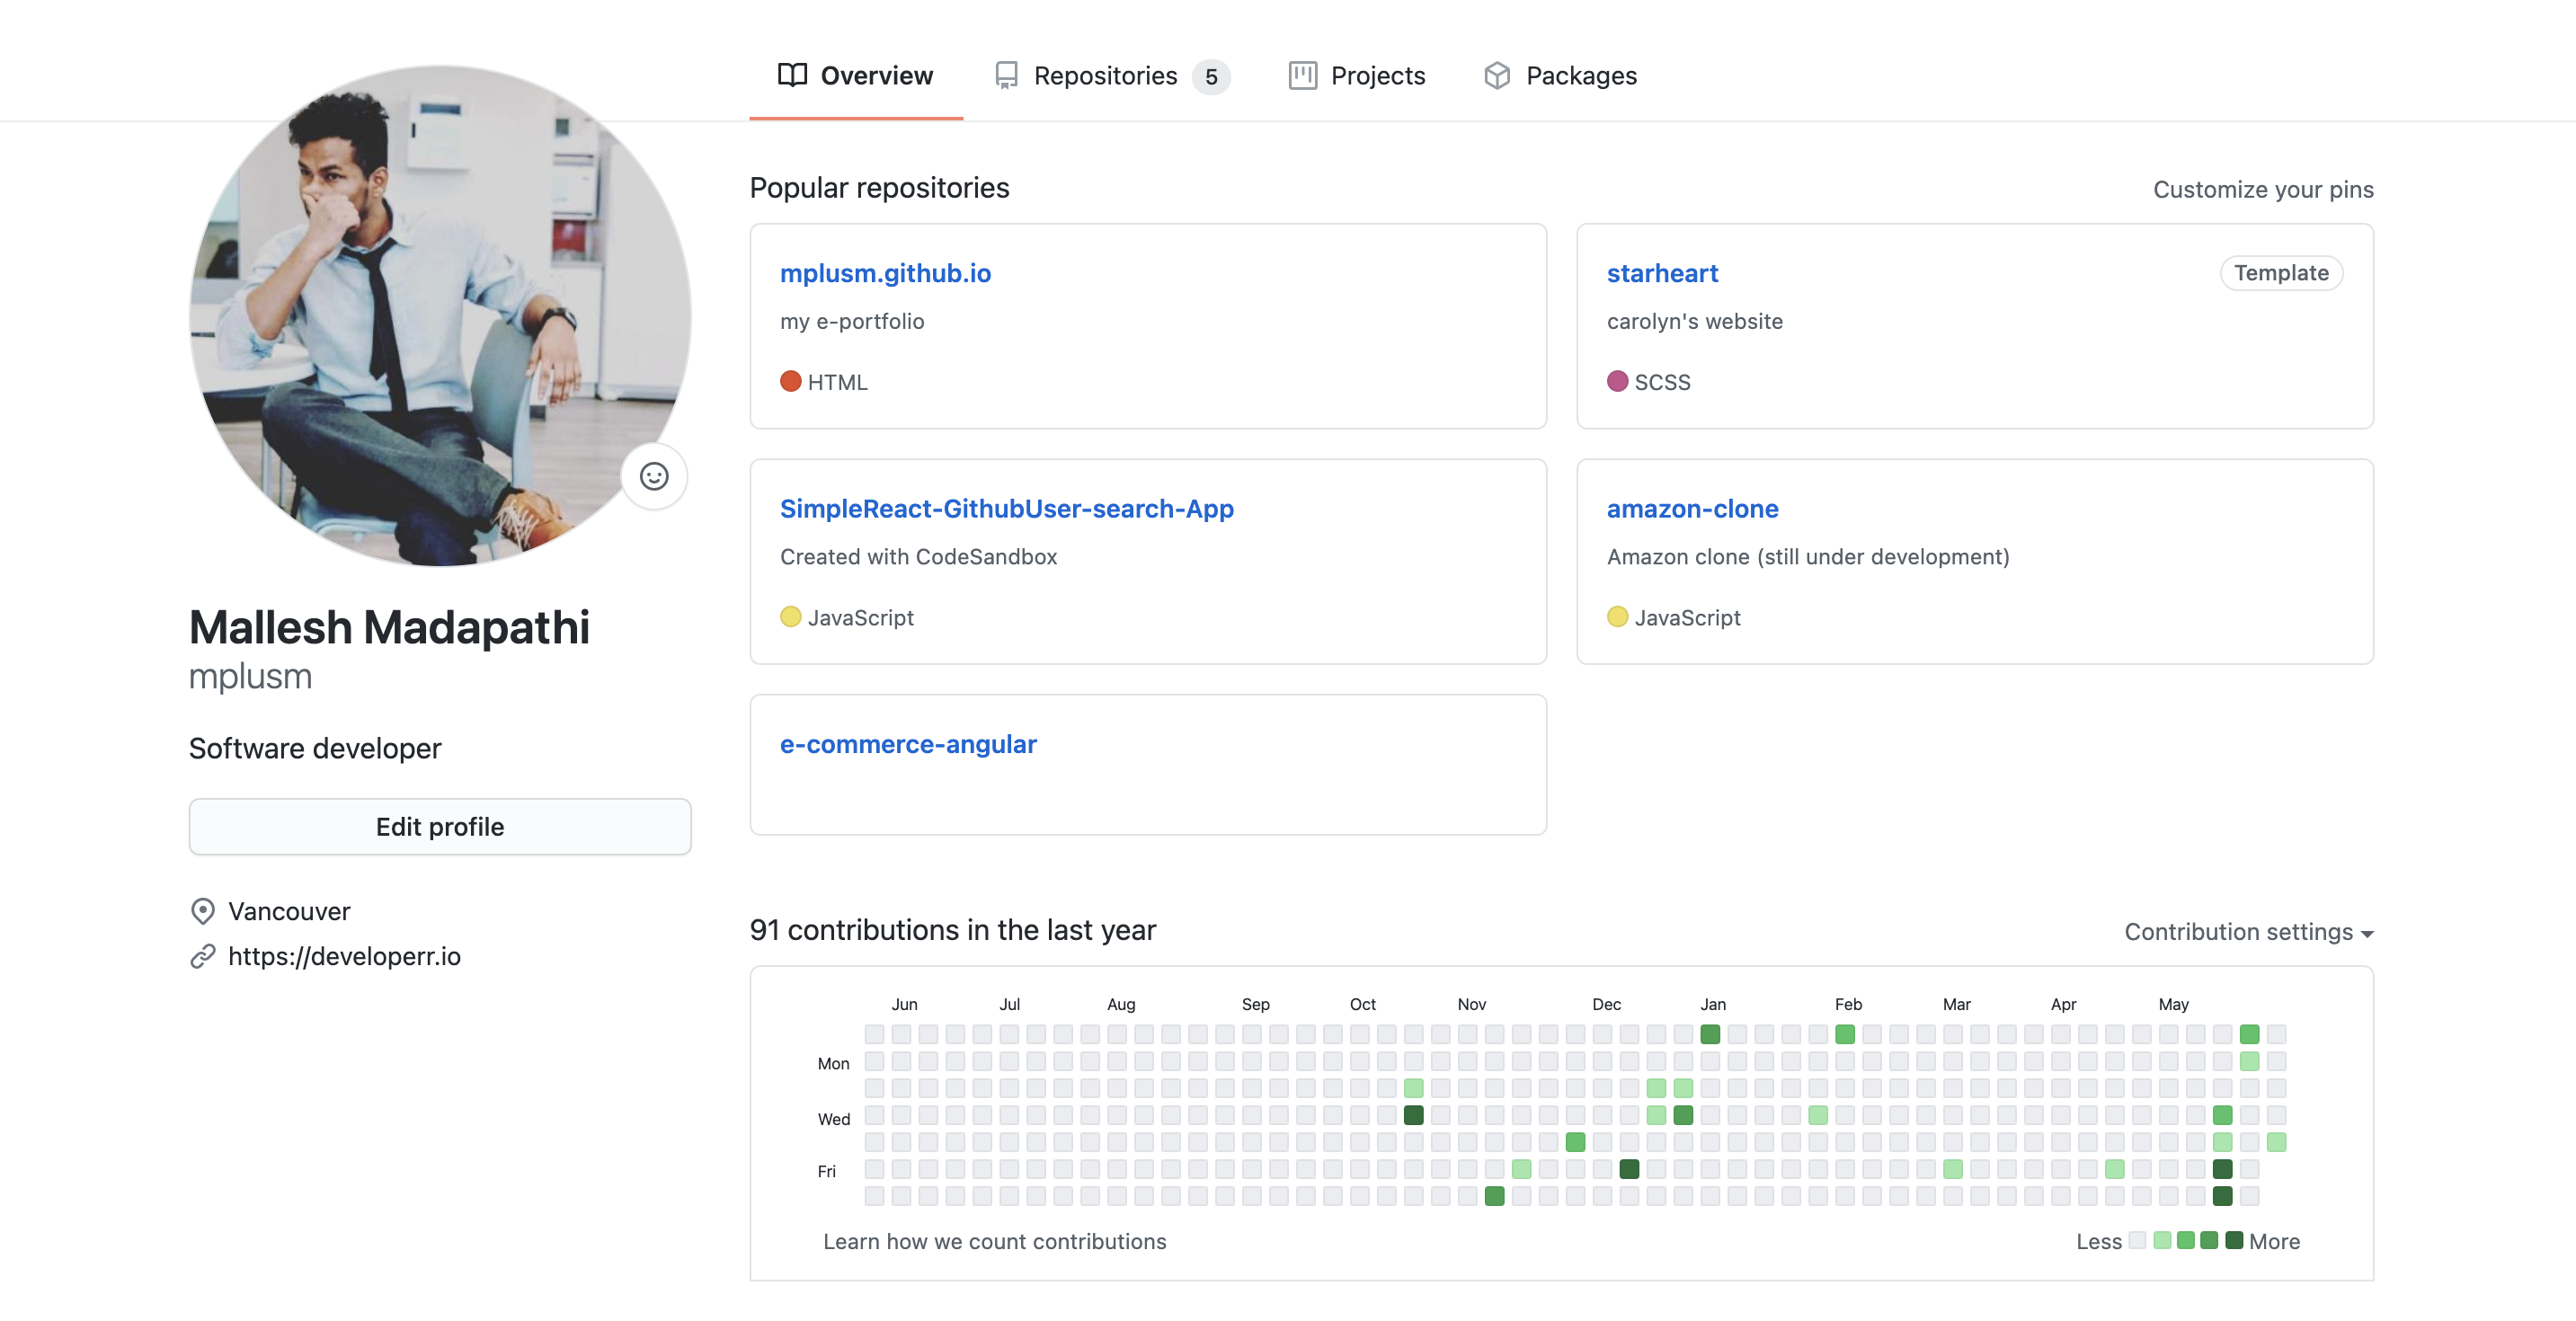 Overview
Repositories 5
Projects
Packages
Mallesh Madapathi
mplusm
Software developer
Edit profile
Vancouver
https://developerr.io
Popular repositories
Customize your pins
mplusm.github.io
my e-portfolio
HTML
starheart
Template
carolyn's website
SCSS
SimpleReact-GithubUser-search-App
Created with CodeSandbox
JavaScript
amazon-clone
Amazon clone (still under development)
JavaScript
e-commerce-angular
91 contributions in the last year
Contribution settings
Jun Jul Aug Sep Oct Nov Dec Jan Feb Mar Apr May
Mon
Wed
Fri
Learn how we count contributions
Less More